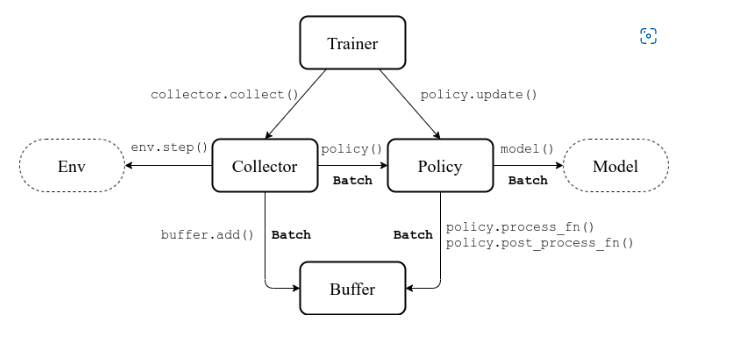 Trainer
collector.collect()
policy.update()
Env
env.step()
Collector
policy()
Batch
Policy
model()
Batch
Model
buffer.add()
Batch
Batch
policy.process_fn()
policy.post_process_fn()
Buffer